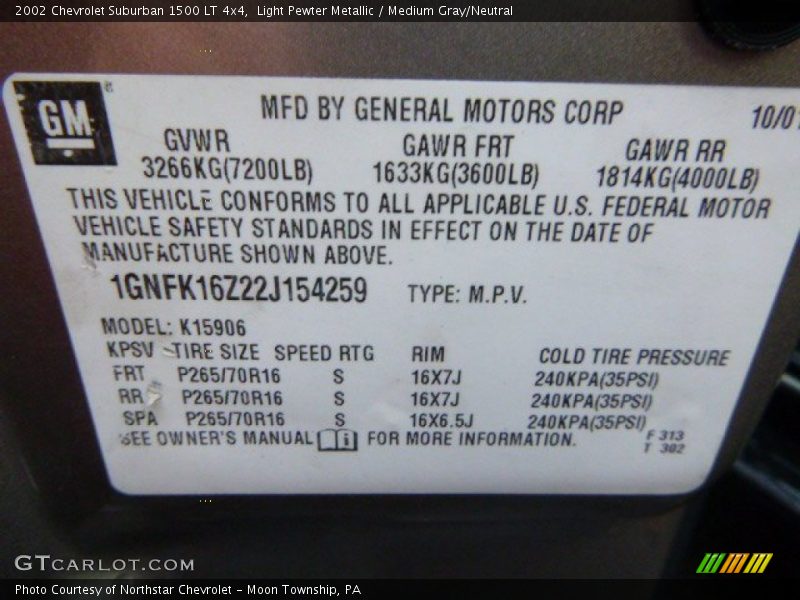 2002 Chevrolet Suburban 1500 LT 4x4, Light Pewter Metallic / Medium Gray/Neutral
GM
MFD BY GENERAL MOTORS CORP 10/01
GVWR GAWR FRT GAWR RR
3266KG(7200LB) 1633KG(3600LB) 1814KG(4000LB)
THIS VEHICLE CONFORMS TO ALL APPLICABLE U.S. FEDERAL MOTOR
VEHICLE SAFETY STANDARDS IN EFFECT ON THE DATE OF
MANUFACTURE SHOWN ABOVE.
1GNFK16Z22J154259 TYPE: M.P.V.
MODEL: K15906
KPSV TIRE SIZE SPEED RTG RIM COLD TIRE PRESSURE
FRT P265/70R16 S 16X7J 240KPA(35PSI)
RR P265/70R16 S 16X7J 240KPA(35PSI)
SPA P265/70R16 S 16X6.5J 240KPA(35PSI)
SEE OWNER'S MANUAL i FOR MORE INFORMATION.
F 313
T 302
GTCARLOT.COM
Photo Courtesy of Northstar Chevrolet - Moon Township, PA